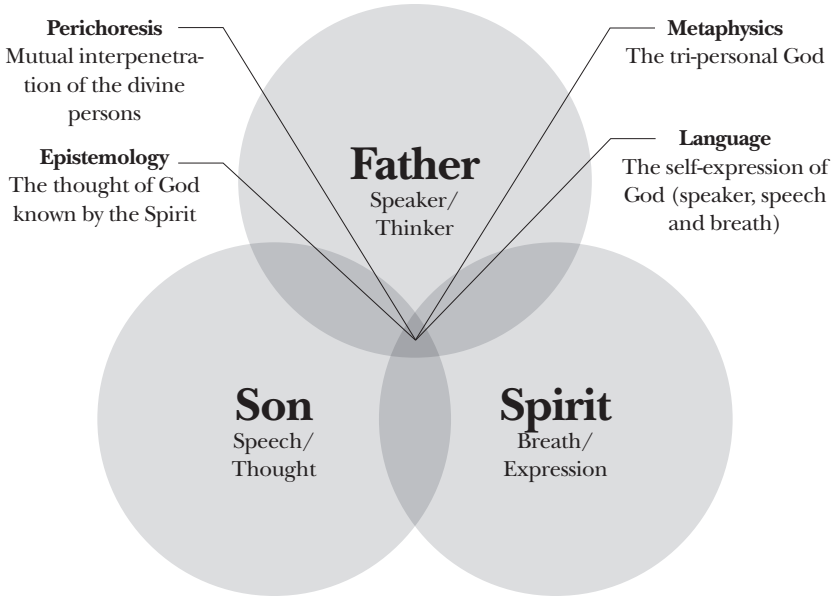 Perichoresis
Mutual interpenetra-
tion of the divine
persons
Epistemology
The thought of God
known by the Spirit
Metaphysics
The tri-personal God
Language
The self-expression of
God (speaker, speech
and breath)
Father
Speaker/
Thinker
Son
Speech/
Thought
Spirit
Breath/
Expression